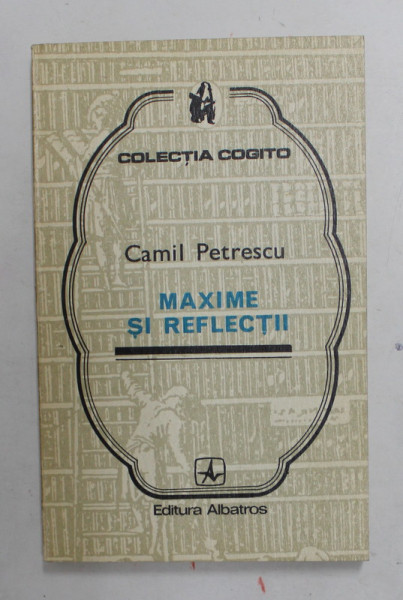 COLECȚIA COGITO
Camil Petrescu
MAXIME
ȘI REFLECȚII
Editura Albatros